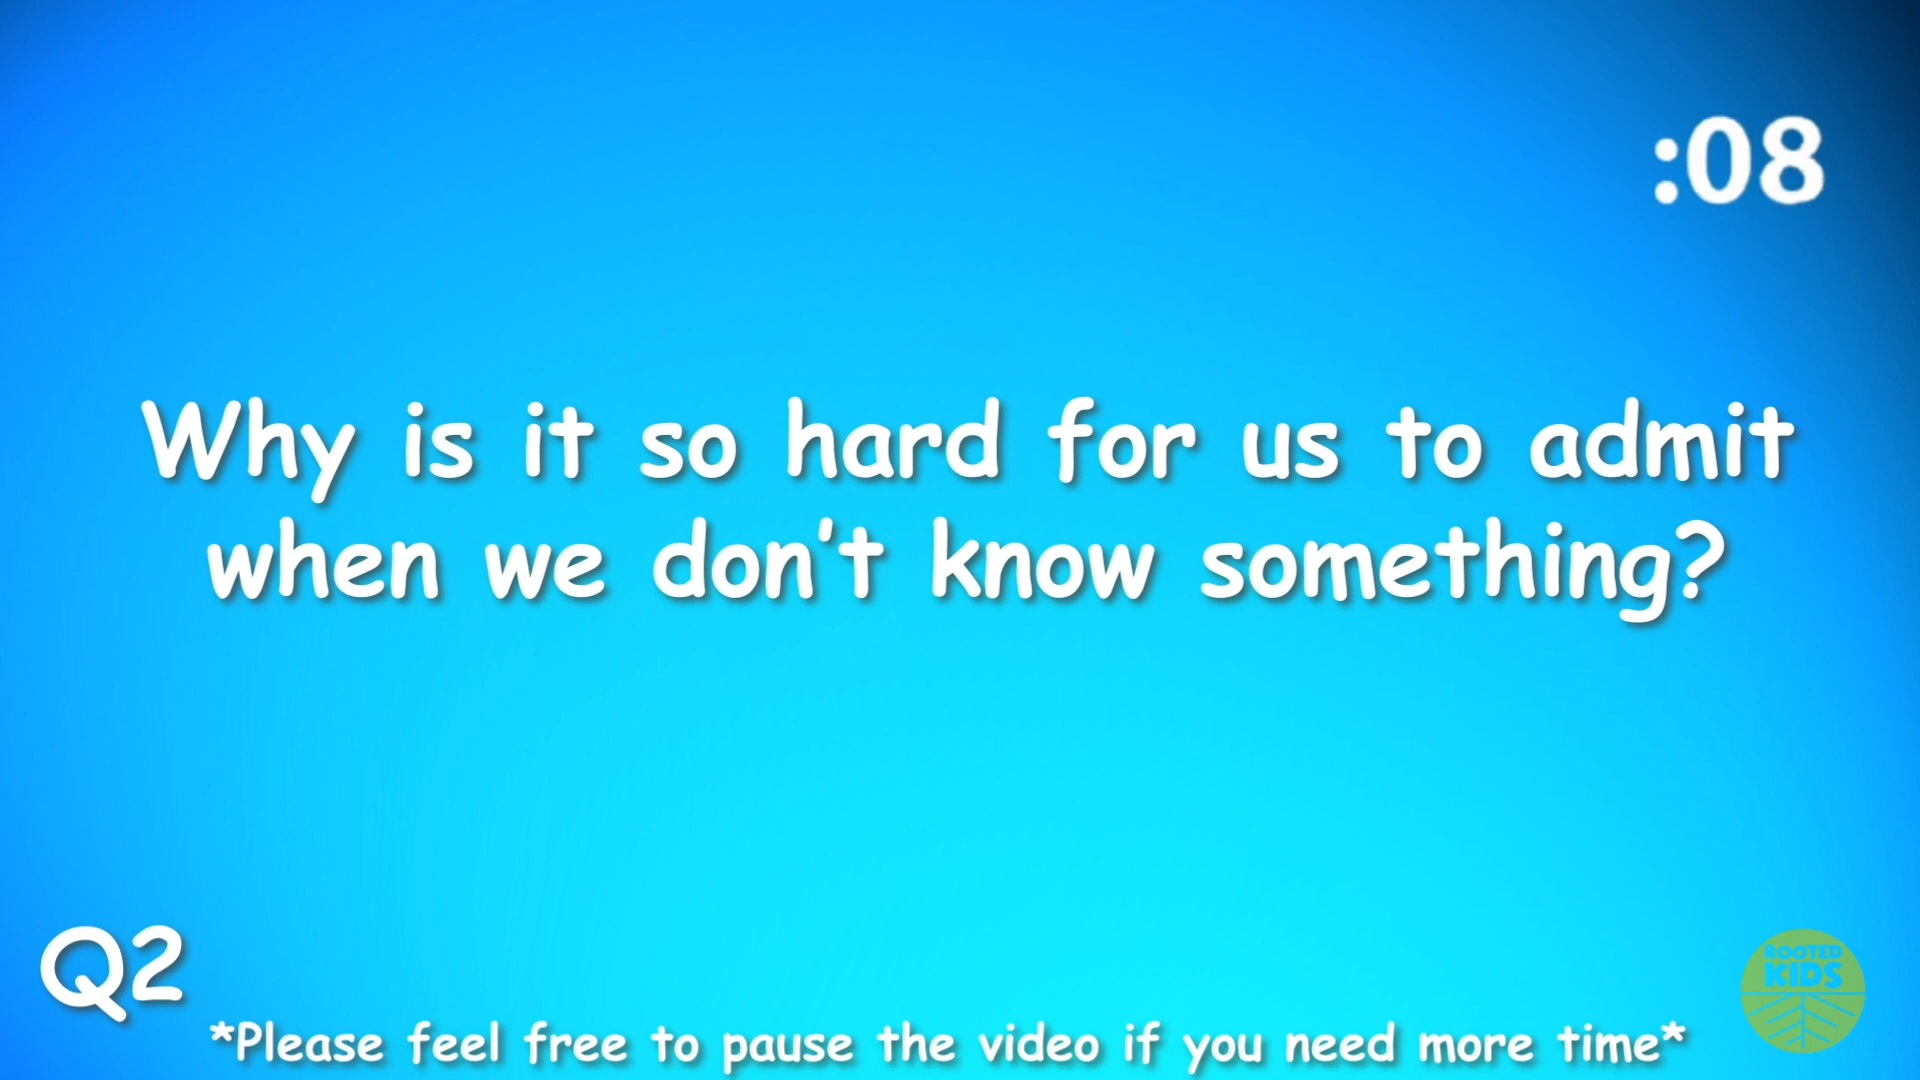 :08
Why is it so hard for us to admit
when we don't know something?
Q2
*Please feel free to pause the video if you need more time*
ROOTED
KIDS